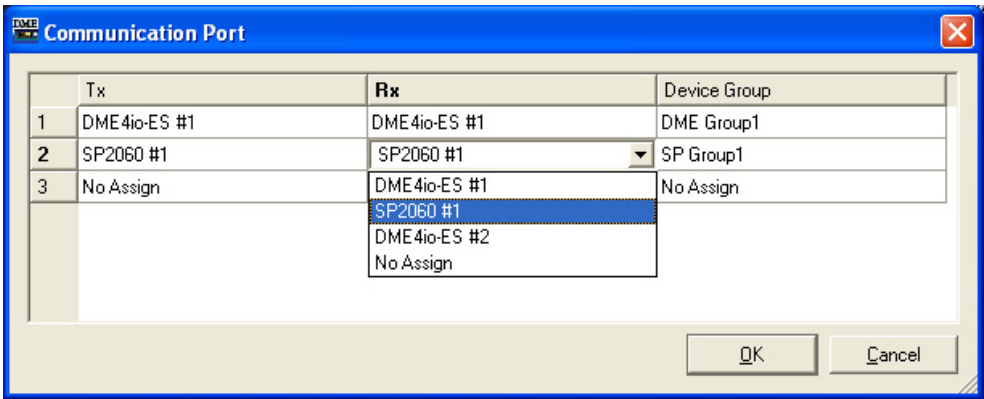 DME Communication Port
Tx Rx Device Group
1 DME4io-ES #1 DME4io-ES #1 DME Group1
2 SP2060 #1 SP2060 #1 SP Group1
3 No Assign DME4io-ES #1 No Assign
SP2060 #1
DME4io-ES #2
No Assign
OK Cancel